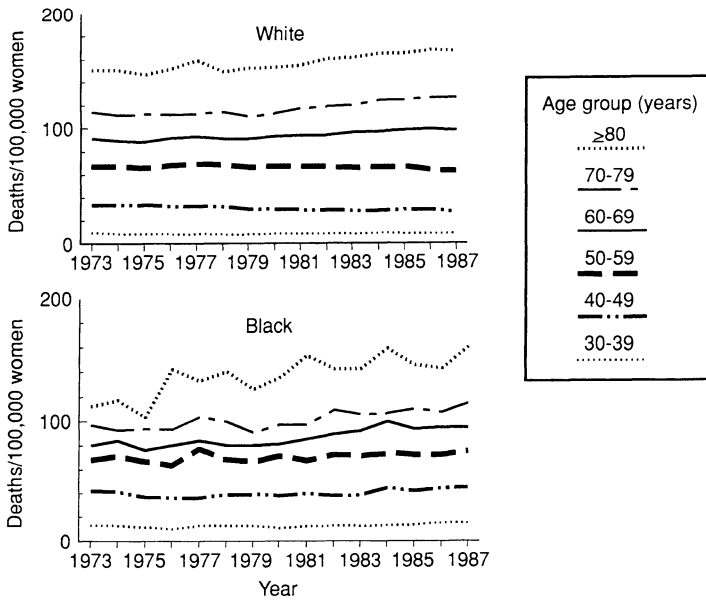 200
White
Deaths/100,000 women
100
0
1973 1975 1977 1979 1981 1983 1985 1987
200
Black
Deaths/100,000 women
100
0
1973 1975 1977 1979 1981 1983 1985 1987
Year
Age group (years)
≥80
70-79
60-69
50-59
40-49
30-39